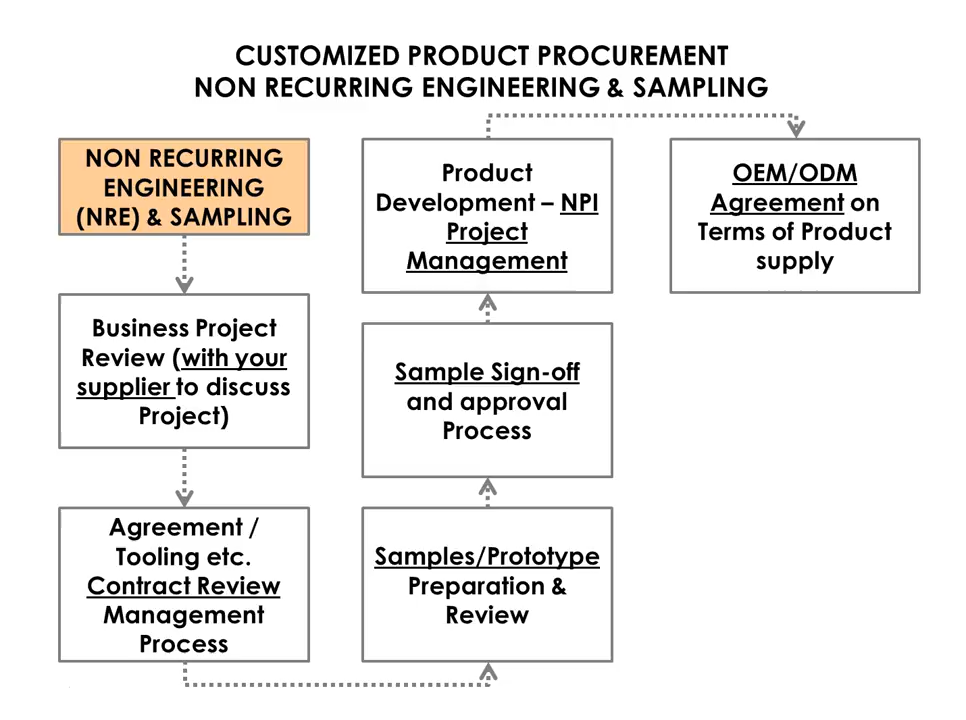 CUSTOMIZED PRODUCT PROCUREMENT
NON RECURRING ENGINEERING & SAMPLING
NON RECURRING
ENGINEERING
(NRE) & SAMPLING
Business Project
Review (with your
supplier to discuss
Project)
Agreement /
Tooling etc.
Contract Review
Management
Process
Samples/Prototype
Preparation &
Review
Sample Sign-off
and approval
Process
Product
Development – NPI
Project
Management
OEM/ODM
Agreement on
Terms of Product
supply